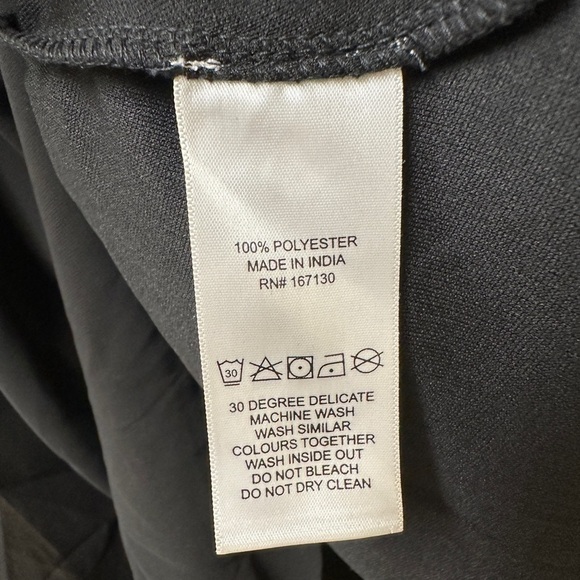 100% POLYESTER
MADE IN INDIA
RN# 167130
30
30 DEGREE DELICATE
MACHINE WASH
WASH SIMILAR
COLOURS TOGETHER
WASH INSIDE OUT
DO NOT BLEACH
DO NOT DRY CLEAN